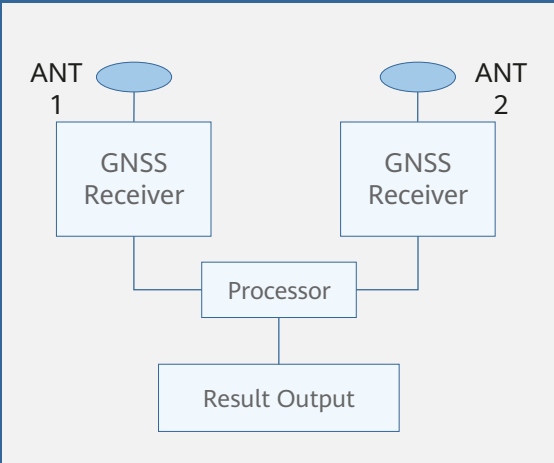 ANT
1
ANT
2
GNSS
Receiver
GNSS
Receiver
Processor
Result Output